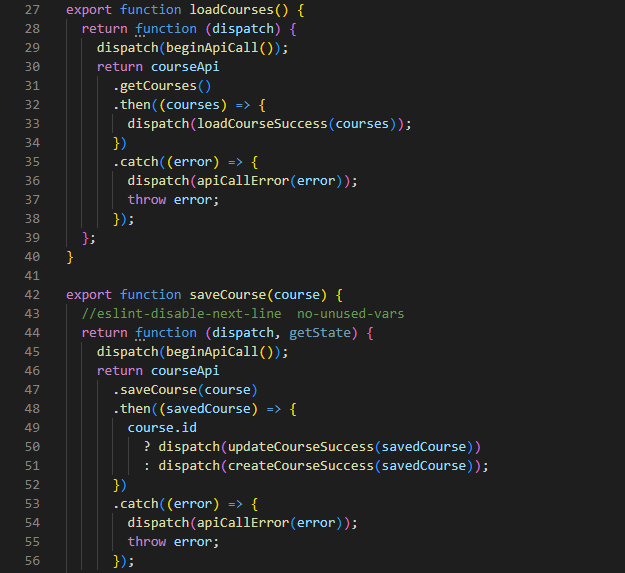 27 export function loadCourses() {
28   return function (dispatch) {
29     dispatch(beginApiCall());
30     return courseApi
31       .getCourses()
32       .then((courses) => {
33         dispatch(loadCourseSuccess(courses));
34       })
35       .catch((error) => {
36         dispatch(apiCallError(error));
37         throw error;
38       });
39   };
40 }
41
42 export function saveCourse(course) {
43   //eslint-disable-next-line  no-unused-vars
44   return function (dispatch, getState) {
45     dispatch(beginApiCall());
46     return courseApi
47       .saveCourse(course)
48       .then((savedCourse) => {
49         course.id
50           ? dispatch(updateCourseSuccess(savedCourse))
51           : dispatch(createCourseSuccess(savedCourse));
52       })
53       .catch((error) => {
54         dispatch(apiCallError(error));
55         throw error;
56       });